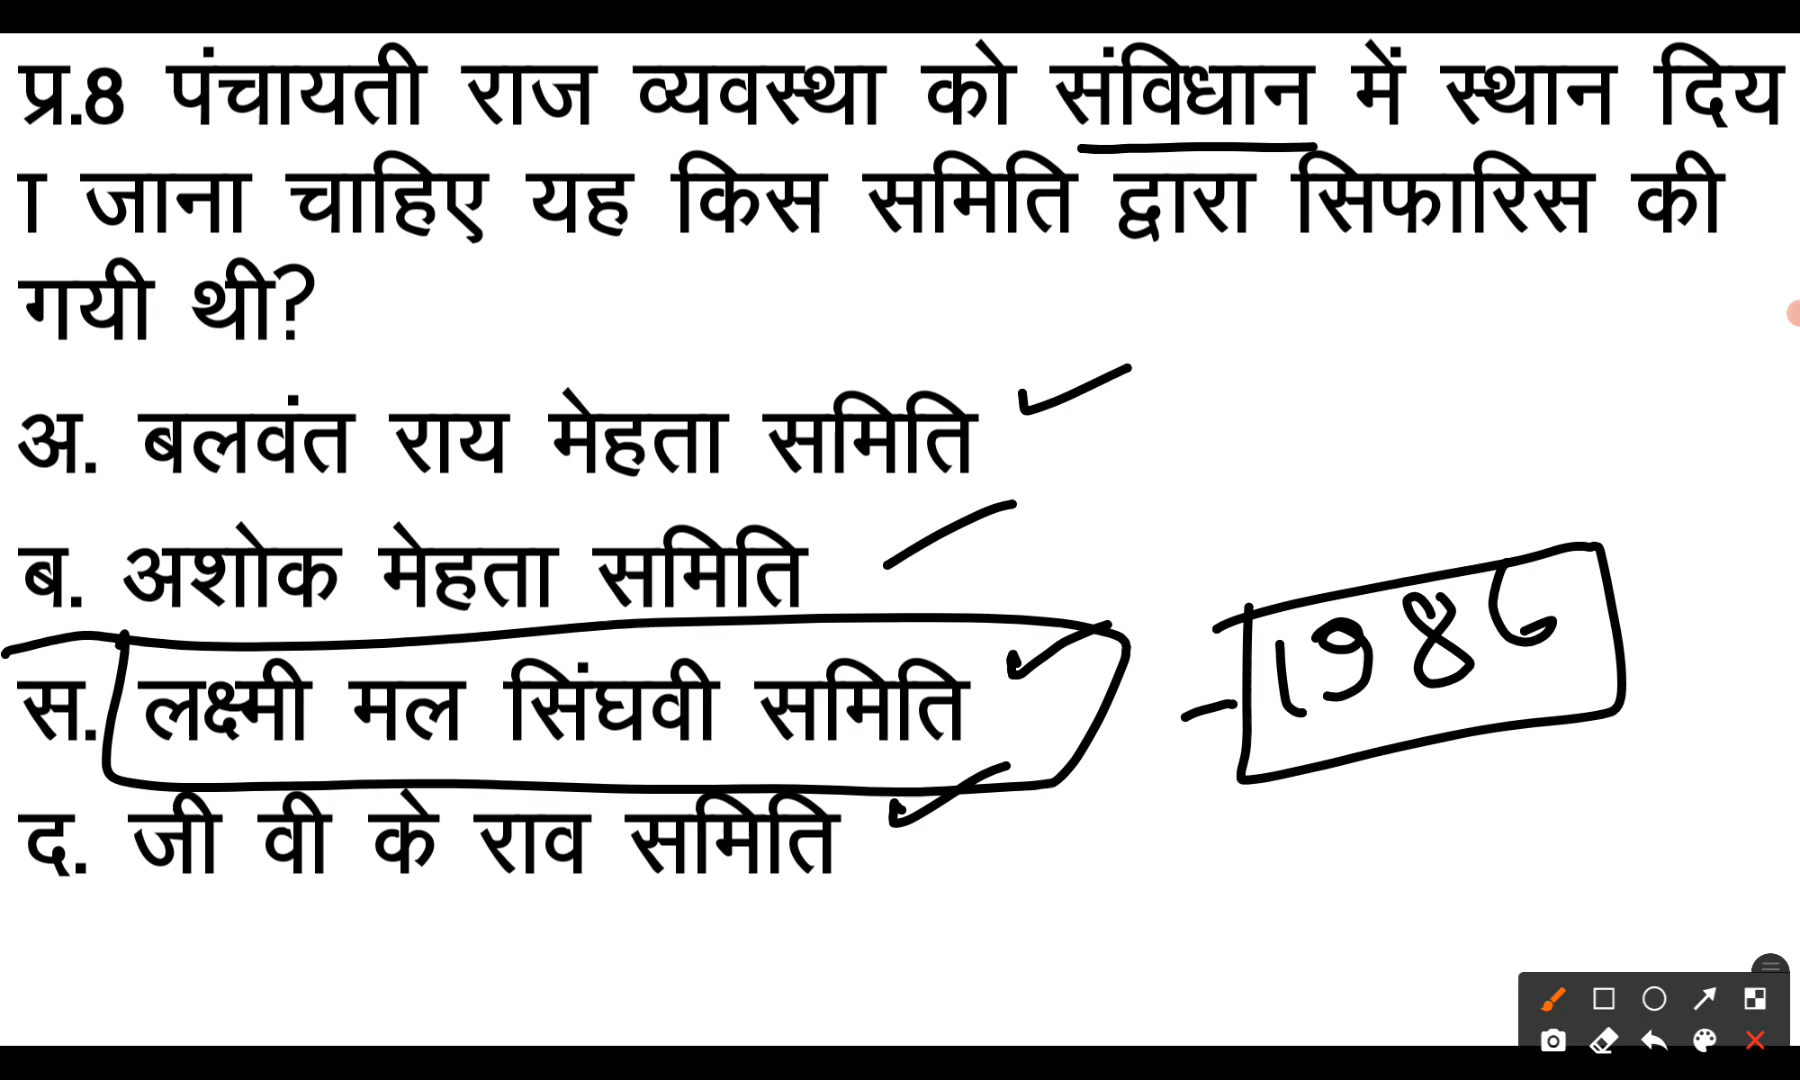 प्र.8 पंचायती राज व्यवस्था को संविधान में स्थान दिय
ा जाना चाहिए यह किस समिति द्वारा सिफारिस की
गयी थी?
अ. बलवंत राय मेहता समिति
ब. अशोक मेहता समिति
स. लक्ष्मी मल सिंघवी समिति
1986
द. जी वी के राव समिति